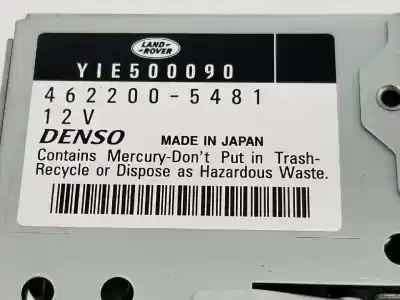 LAND-
ROVER
YIE500090
462200-5481
12V
DENSO MADE IN JAPAN
Contains Mercury-Don't Put in Trash-
Recycle or Dispose as Hazardous Waste.